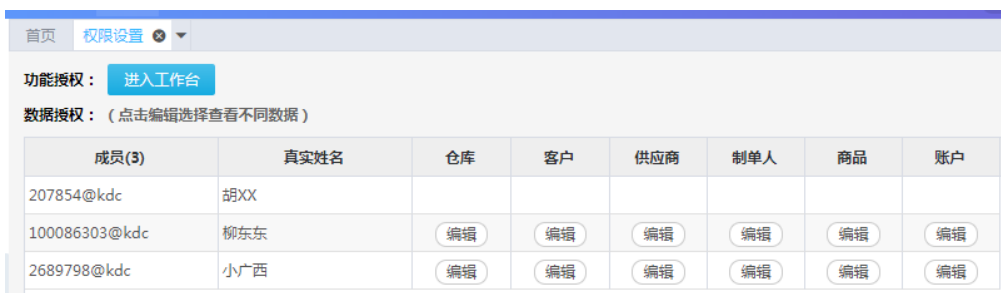 首页 权限设置
功能授权： 进入工作台
数据授权：（点击编辑选择查看不同数据）
成员(3) 真实姓名 仓库 客户 供应商 制单人 商品 账户
207854@kdc 胡XX
100086303@kdc 柳东东 编辑 编辑 编辑 编辑 编辑 编辑
2689798@kdc 小广西 编辑 编辑 编辑 编辑 编辑 编辑